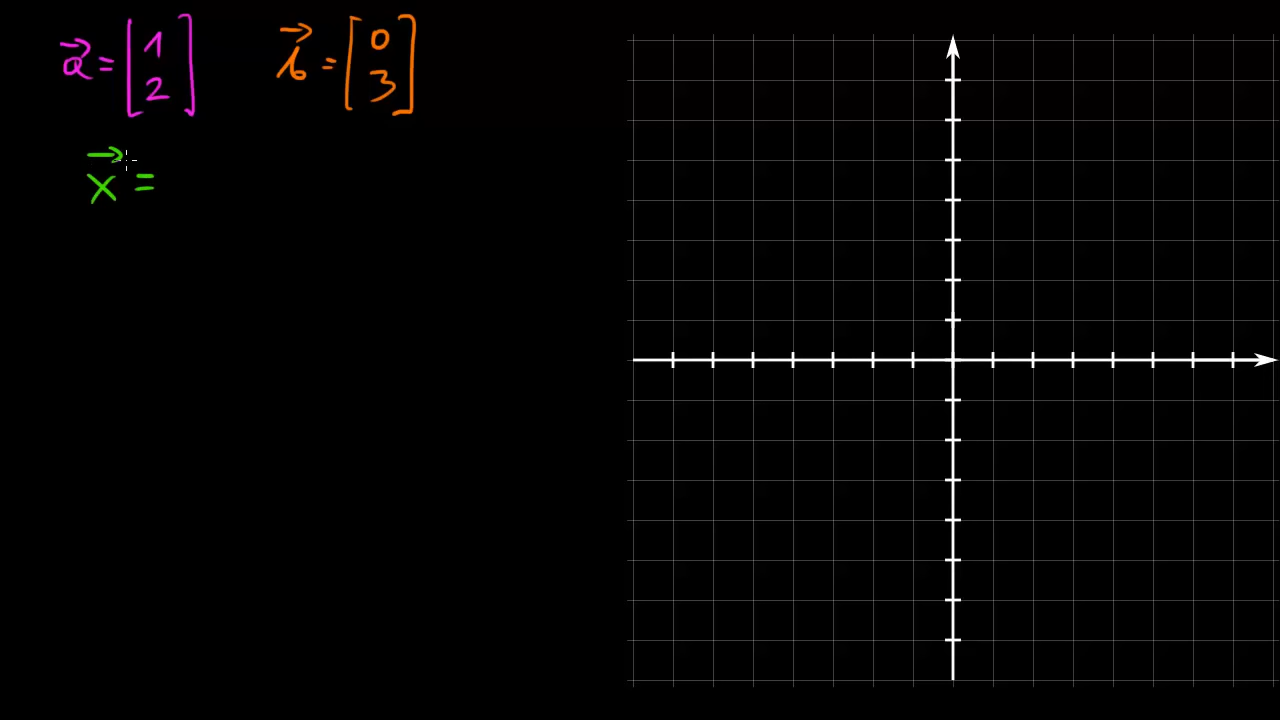 a⃗ = [1 2] b⃗ = [0 3]
x⃗ =